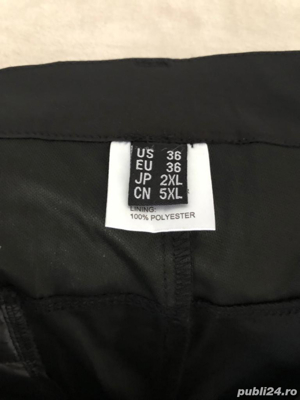 US 36
EU 36
JP 2XL
CN 5XL
LINING:
100% POLYESTER
publi24.ro